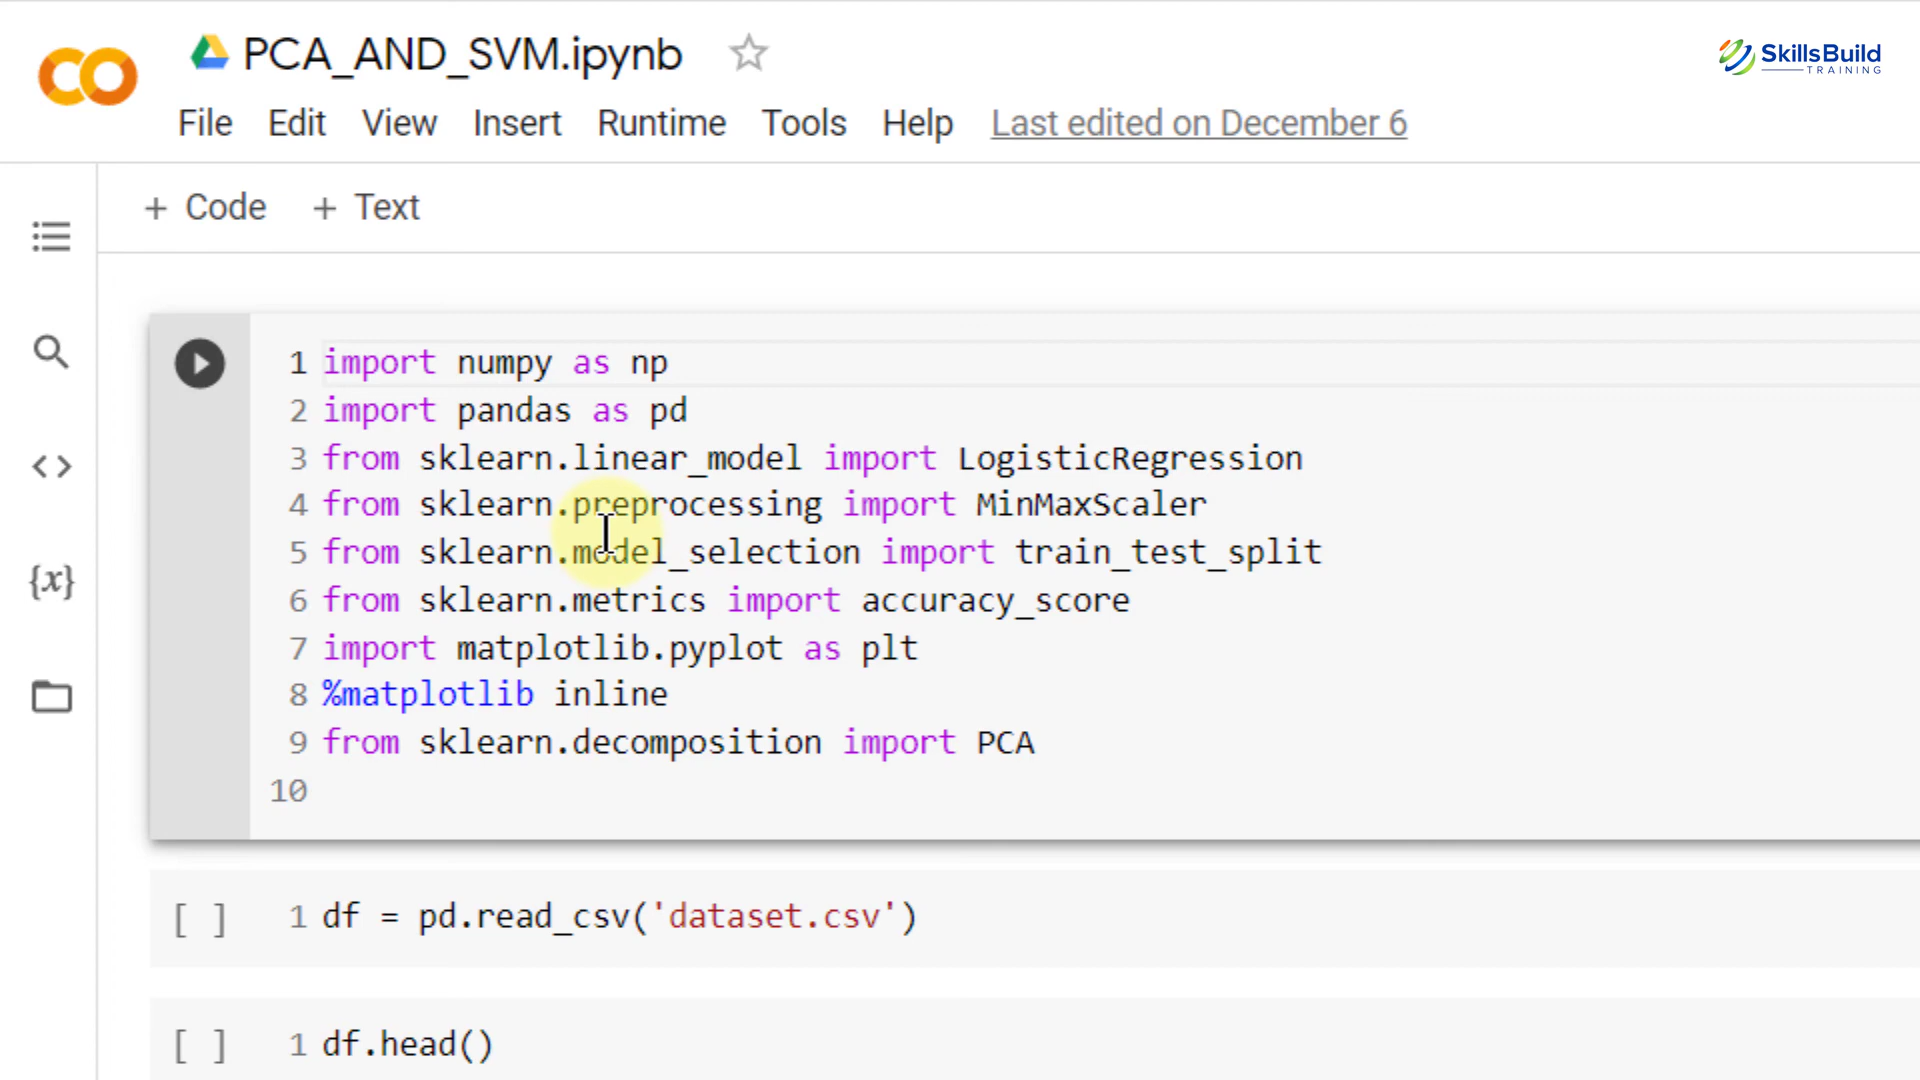 PCA_AND_SVM.ipynb
SkillsBuild
TRAINING
File Edit View Insert Runtime Tools Help Last edited on December 6
+ Code + Text
1 import numpy as np
2 import pandas as pd
3 from sklearn.linear_model import LogisticRegression
4 from sklearn.preprocessing import MinMaxScaler
5 from sklearn.model_selection import train_test_split
6 from sklearn.metrics import accuracy_score
7 import matplotlib.pyplot as plt
8 %matplotlib inline
9 from sklearn.decomposition import PCA
10
[ ] 1 df = pd.read_csv('dataset.csv')
[ ] 1 df.head()